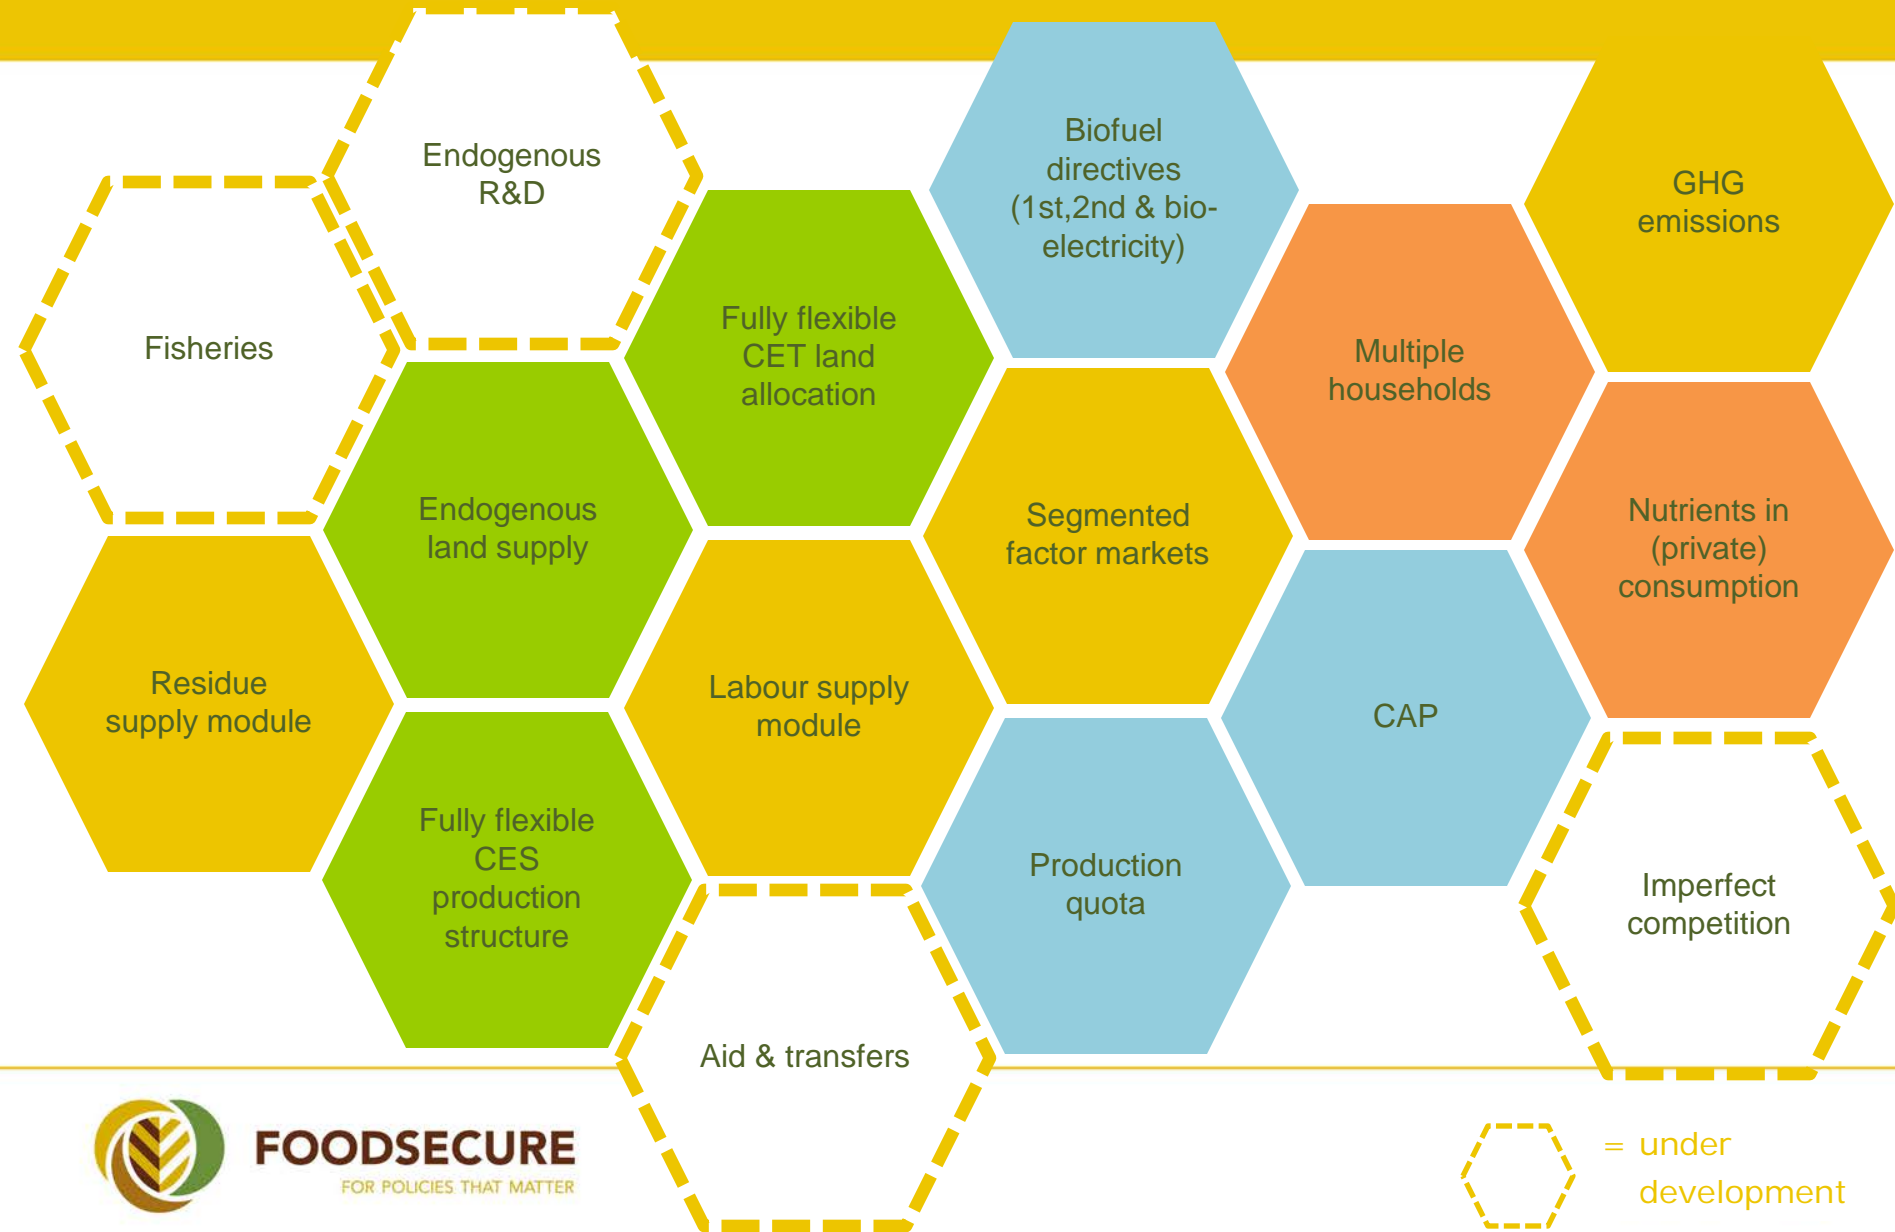 Endogenous
R&D
Biofuel
directives
(1st,2nd & bio-
electricity)
GHG
emissions
Fisheries
Fully flexible
CET land
allocation
Multiple
households
Endogenous
land supply
Segmented
factor markets
Nutrients in
(private)
consumption
Residue
supply module
Labour supply
module
CAP
Fully flexible
CES
production
structure
Production
quota
Imperfect
competition
Aid & transfers
FOODSECURE
FOR POLICIES THAT MATTER
= under
development